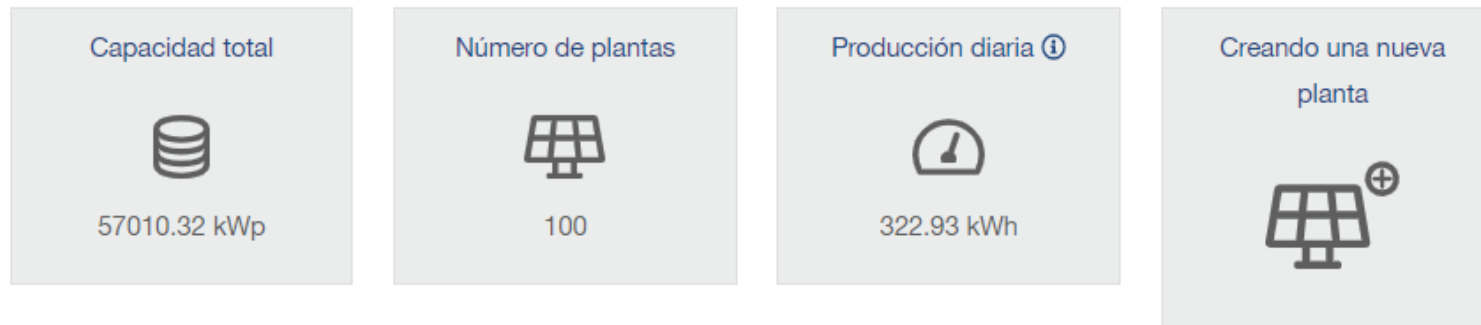 Capacidad total
57010.32 kWp
Número de plantas
100
Producción diaria
322.93 kWh
Creando una nueva
planta